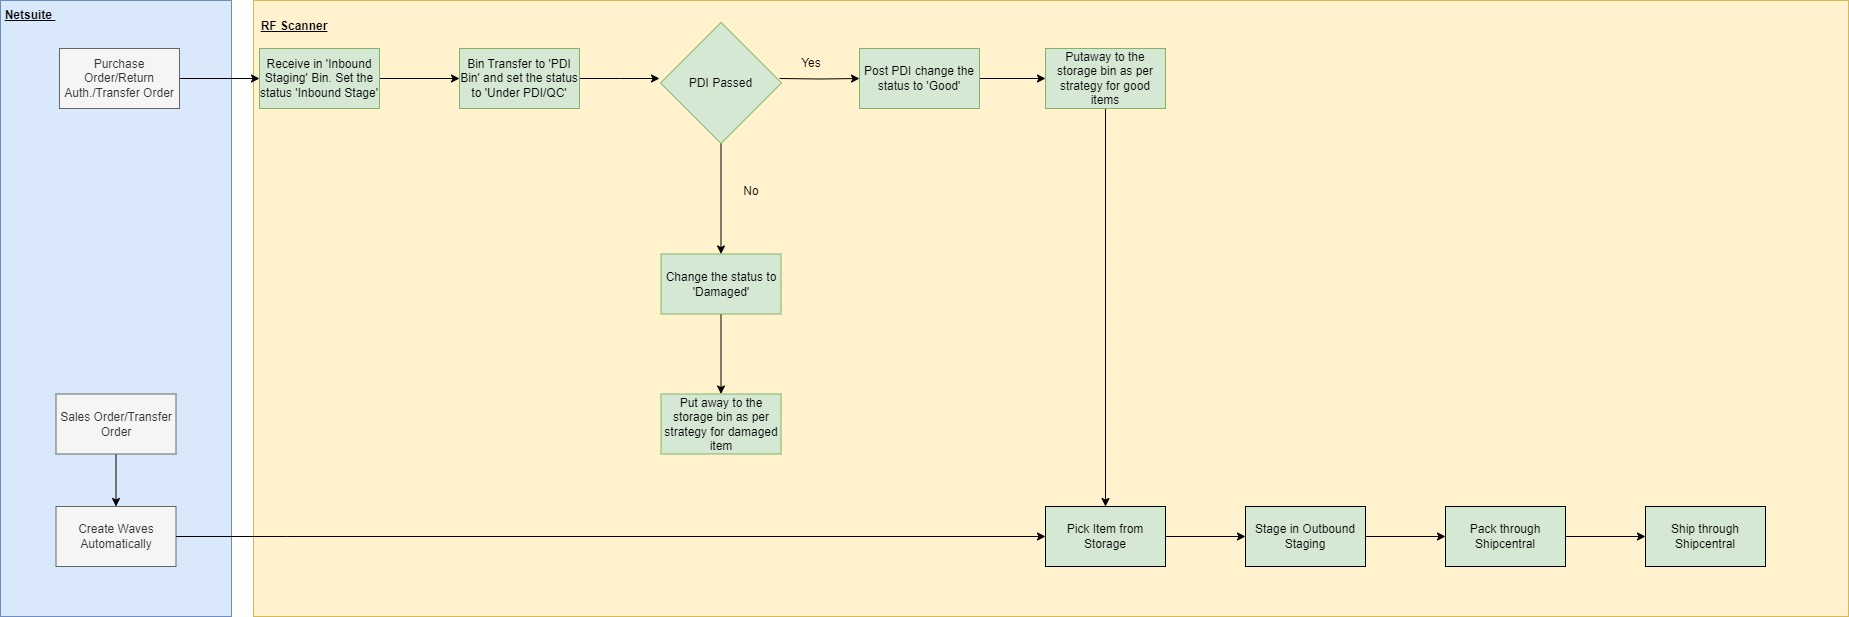 Netsuite
RF Scanner
Purchase
Order/Return
Auth./Transfer Order
Receive in 'Inbound
Staging' Bin. Set the
status 'Inbound Stage'
Bin Transfer to 'PDI
Bin' and set the status
to 'Under PDI/QC'
PDI Passed
Yes
Post PDI change the
status to 'Good'
Putaway to the
storage bin as per
strategy for good
items
No
Change the status to
'Damaged'
Put away to the
storage bin as per
strategy for damaged
item
Sales Order/Transfer
Order
Create Waves
Automatically
Pick Item from
Storage
Stage in Outbound
Staging
Pack through
Shipcentral
Ship through
Shipcentral